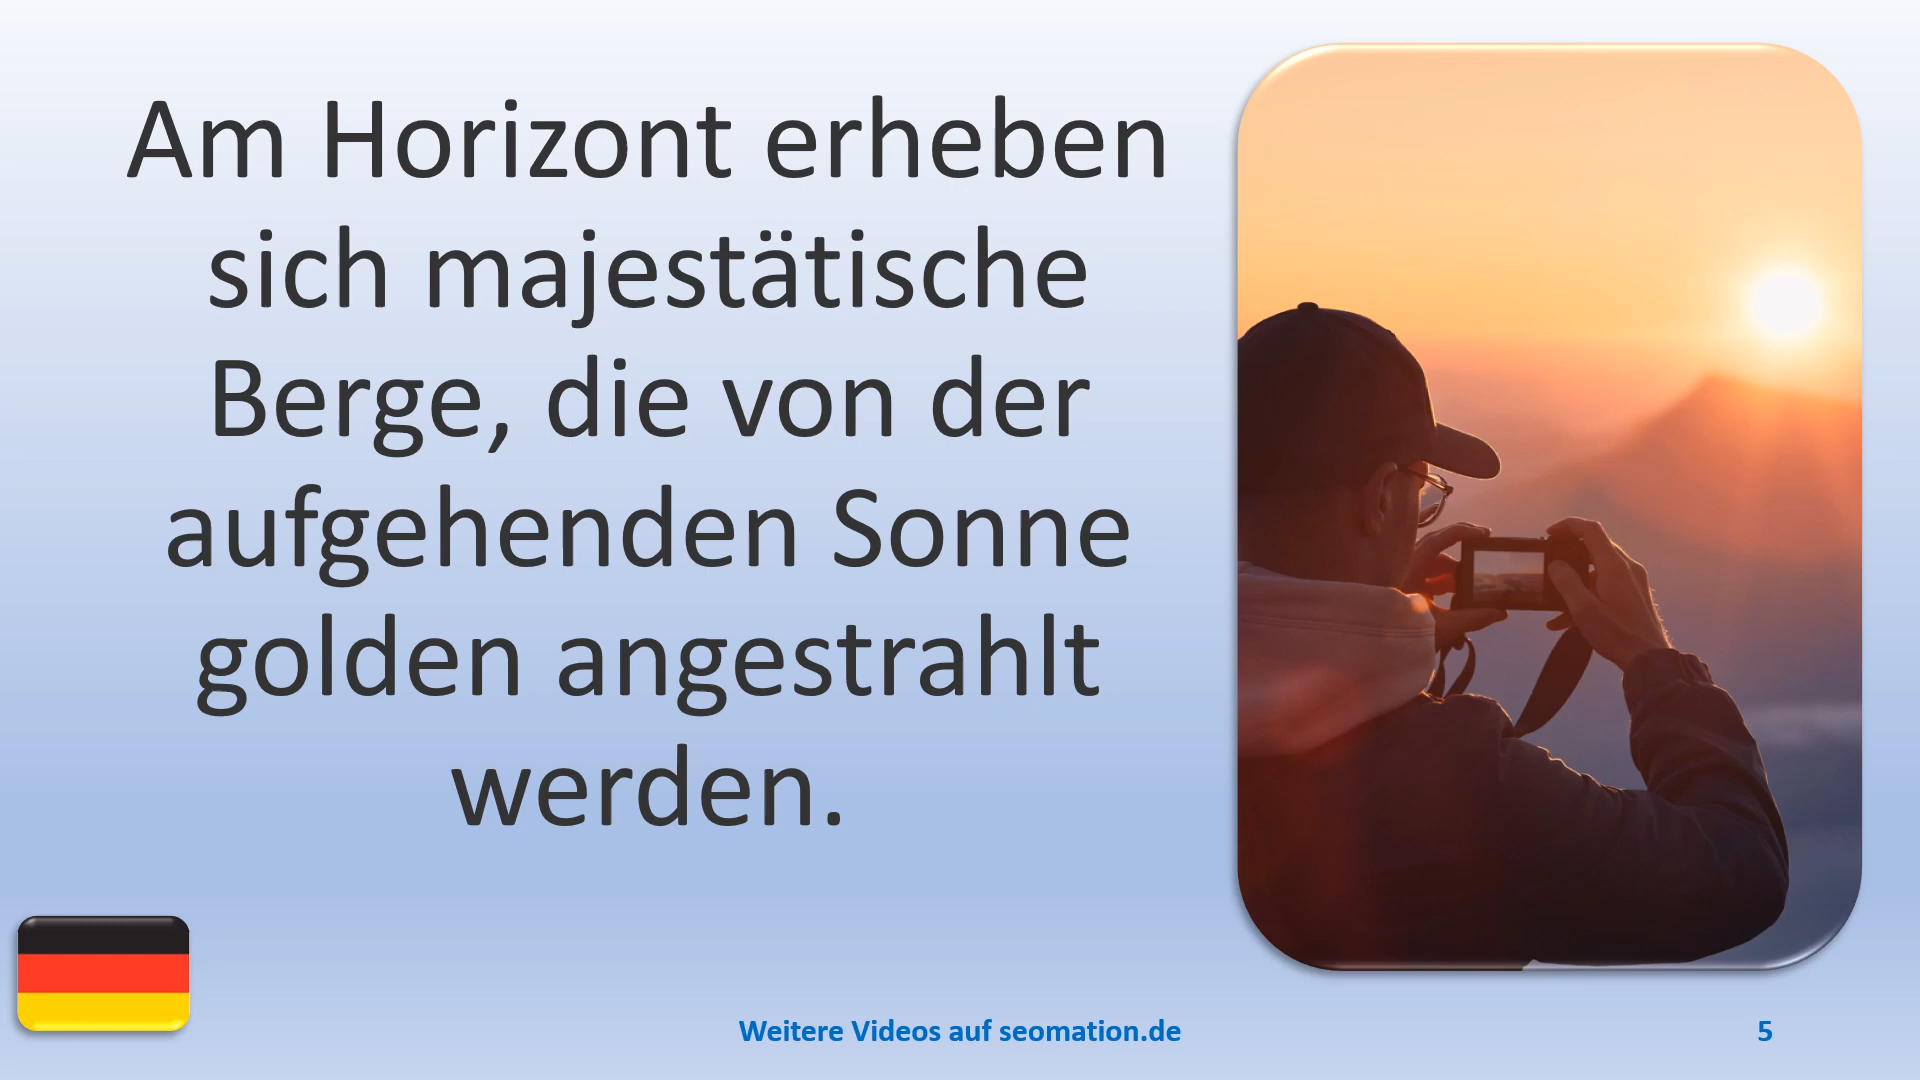 Am Horizont erheben
sich majestätische
Berge, die von der
aufgehenden Sonne
golden angestrahlt
werden.
Weitere Videos auf seomation.de
5